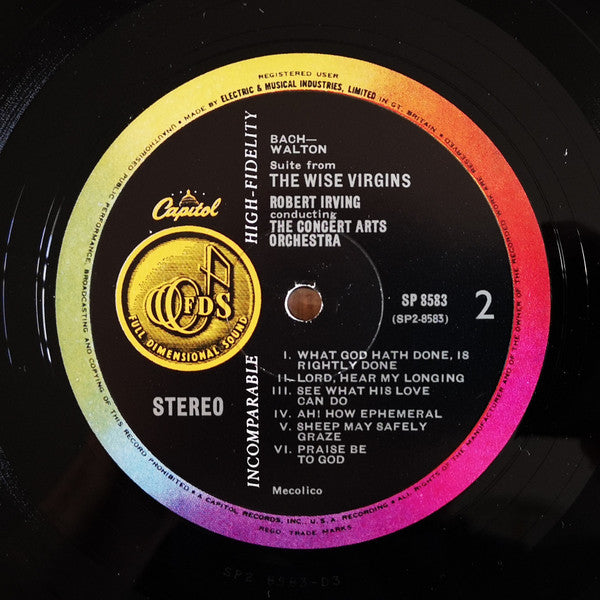 REGISTERED USER
• MADE BY ELECTRIC & MUSICAL INDUSTRIES, LIMITED IN GT. BRITAIN. •
UNAUTHORISED PUBLIC PERFORMANCE, BROADCASTING AND COPYING OF THIS RECORD PROHIBITED •
ALL RIGHTS OF THE MANUFACTURER AND OF THE OWNER OF THE RECORDED WORK ARE RESERVED.
A CAPITOL RECORDS, INC., U.S.A. RECORDING •
REGD. TRADE MARKS
Capitol
FDS
FULL DIMENSIONAL SOUND
STEREO
INCOMPARABLE HIGH-FIDELITY
BACH—
WALTON
Suite from
THE WISE VIRGINS
ROBERT IRVING
conducting
THE CONCERT ARTS
ORCHESTRA
SP 8583
(SP2-8583)
2
I. WHAT GOD HATH DONE, IS
RIGHTLY DONE
II. LORD, HEAR MY LONGING
III. SEE WHAT HIS LOVE
CAN DO
IV. AH! HOW EPHEMERAL
V. SHEEP MAY SAFELY
GRAZE
VI. PRAISE BE
TO GOD
Mecolico
SP2 8583-D3